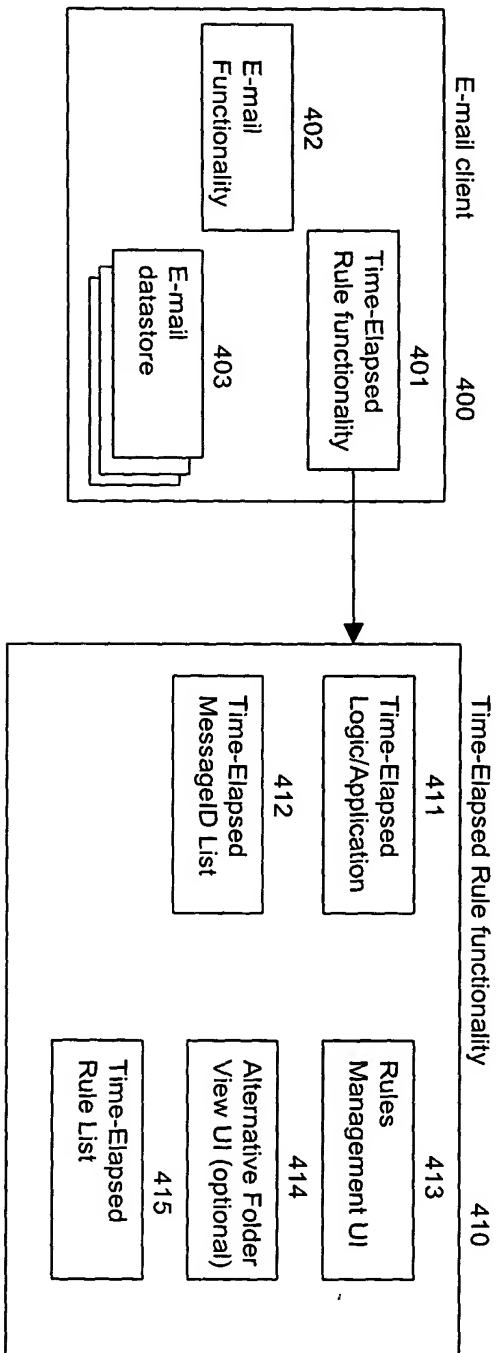 E-mail client
400
401
Time-Elapsed
Rule functionality
402
E-mail
Functionality
403
E-mail
datastore
Time-Elapsed Rule functionality
410
411
Time-Elapsed
Logic/Application
412
Time-Elapsed
MessageID List
413
Rules
Management UI
414
Alternative Folder
View UI (optional)
415
Time-Elapsed
Rule List